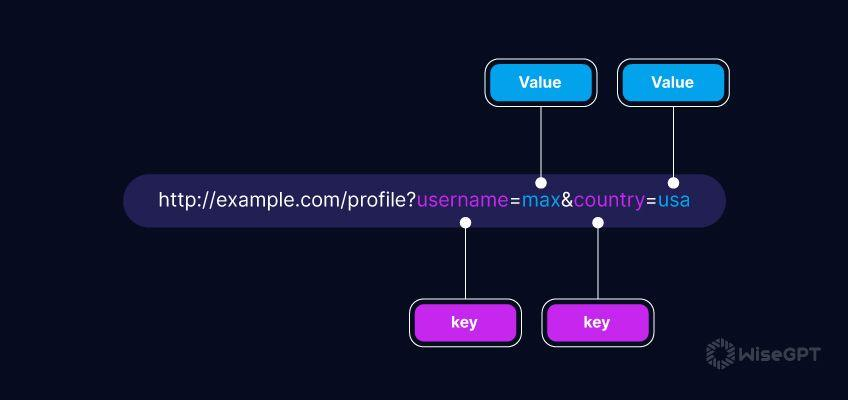 Value Value
http://example.com/profile?username=max&country=usa
key key
WiseGPT